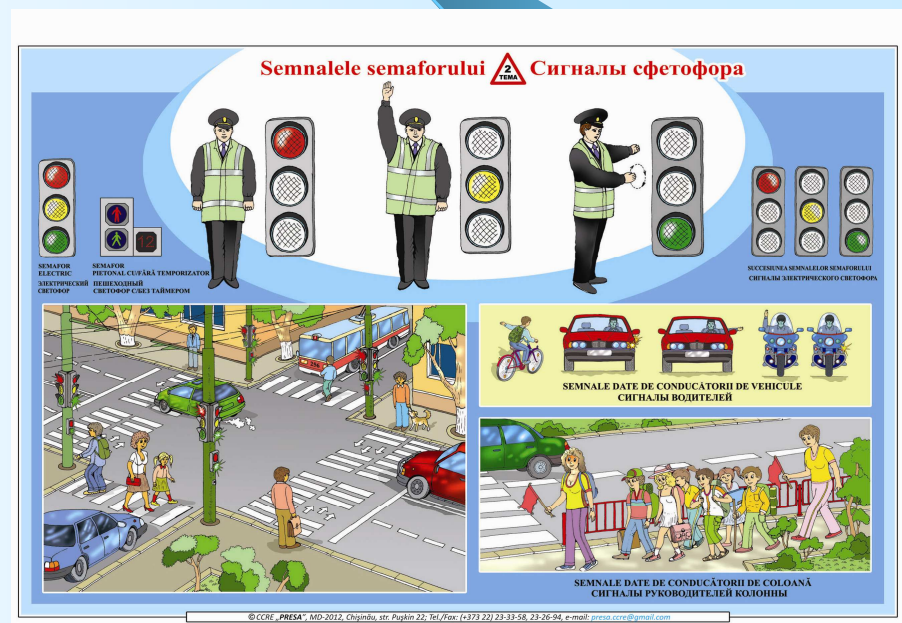 Semnalele semaforului 2 ТЕМА Сигналы сфетофора
SEMAFOR
ELECTRIC
ЭЛЕКТРИЧЕСКИЙ
СВЕТОФОР
12
SEMAFOR
PIETONAL CU/FĂRĂ TEMPORIZATOR
ПЕШЕХОДНЫЙ
СВЕТОФОР С/БЕЗ ТАЙМЕРОМ
SUCCESIUNEA SEMNALELOR SEMAFORULUI
СИГНАЛЫ ЭЛЕКТРИЧЕСКОГО СВЕТОФОРА
256
SEMNALE DATE DE CONDUCĂTORII DE VEHICULE
СИГНАЛЫ ВОДИТЕЛЕЙ
SEMNALE DATE DE CONDUCĂTORII DE COLOANĂ
СИГНАЛЫ РУКОВОДИТЕЛЕЙ КОЛОННЫ
© CCRE „PRESA", MD-2012, Chişinău, str. Puşkin 22; Tel./Fax: (+373 22) 23-33-58, 23-26-94, e-mail: presa.ccre@gmail.com